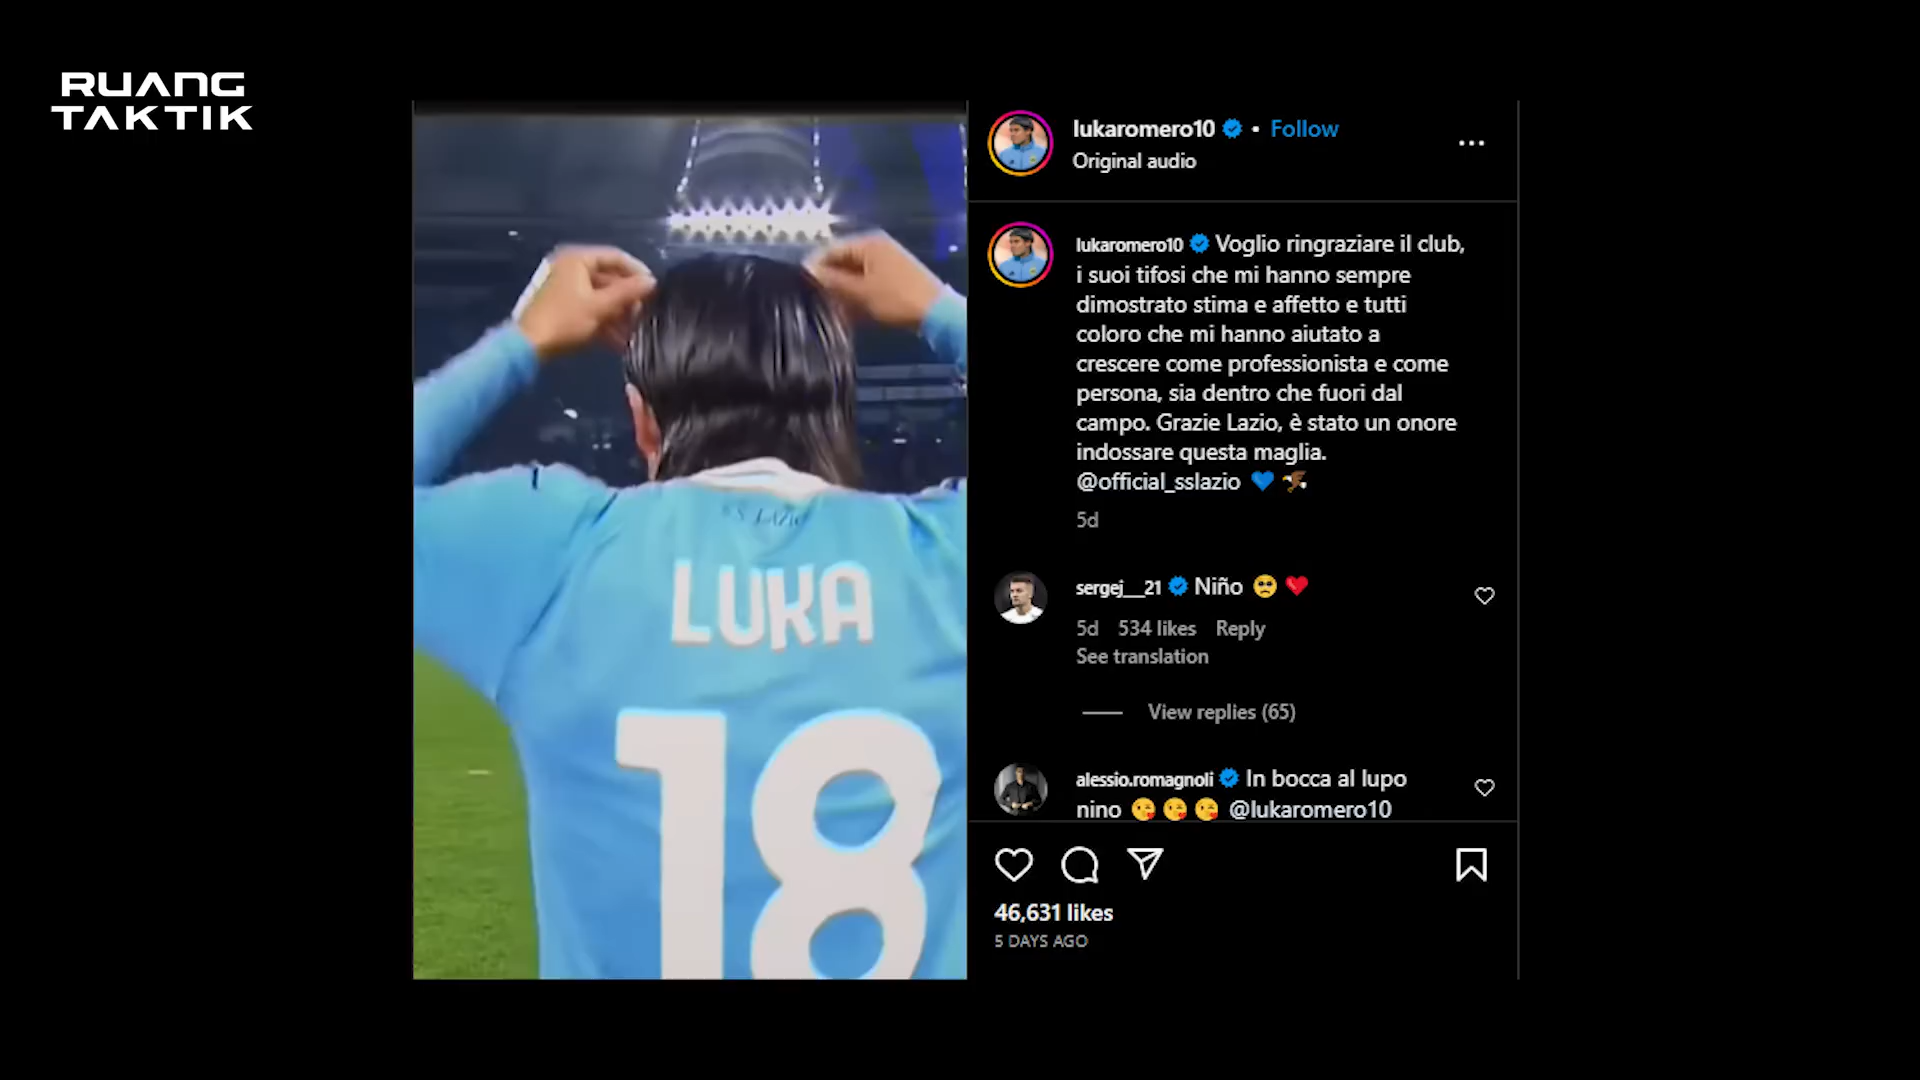 RUANG
TAKTIK
S.S. LAZIO
LUKA
18
lukaromero10 • Follow
Original audio
lukaromero10 Voglio ringraziare il club,
i suoi tifosi che mi hanno sempre
dimostrato stima e affetto e tutti
coloro che mi hanno aiutato a
crescere come professionista e come
persona, sia dentro che fuori dal
campo. Grazie Lazio, è stato un onore
indossare questa maglia.
@official_sslazio 💙 🦅
5d
sergej__21 Niño 🥺 ❤️
5d 534 likes Reply
See translation
View replies (65)
alessio.romagnoli In bocca al lupo
nino 😘 😘 😘 @lukaromero10
46,631 likes
5 DAYS AGO